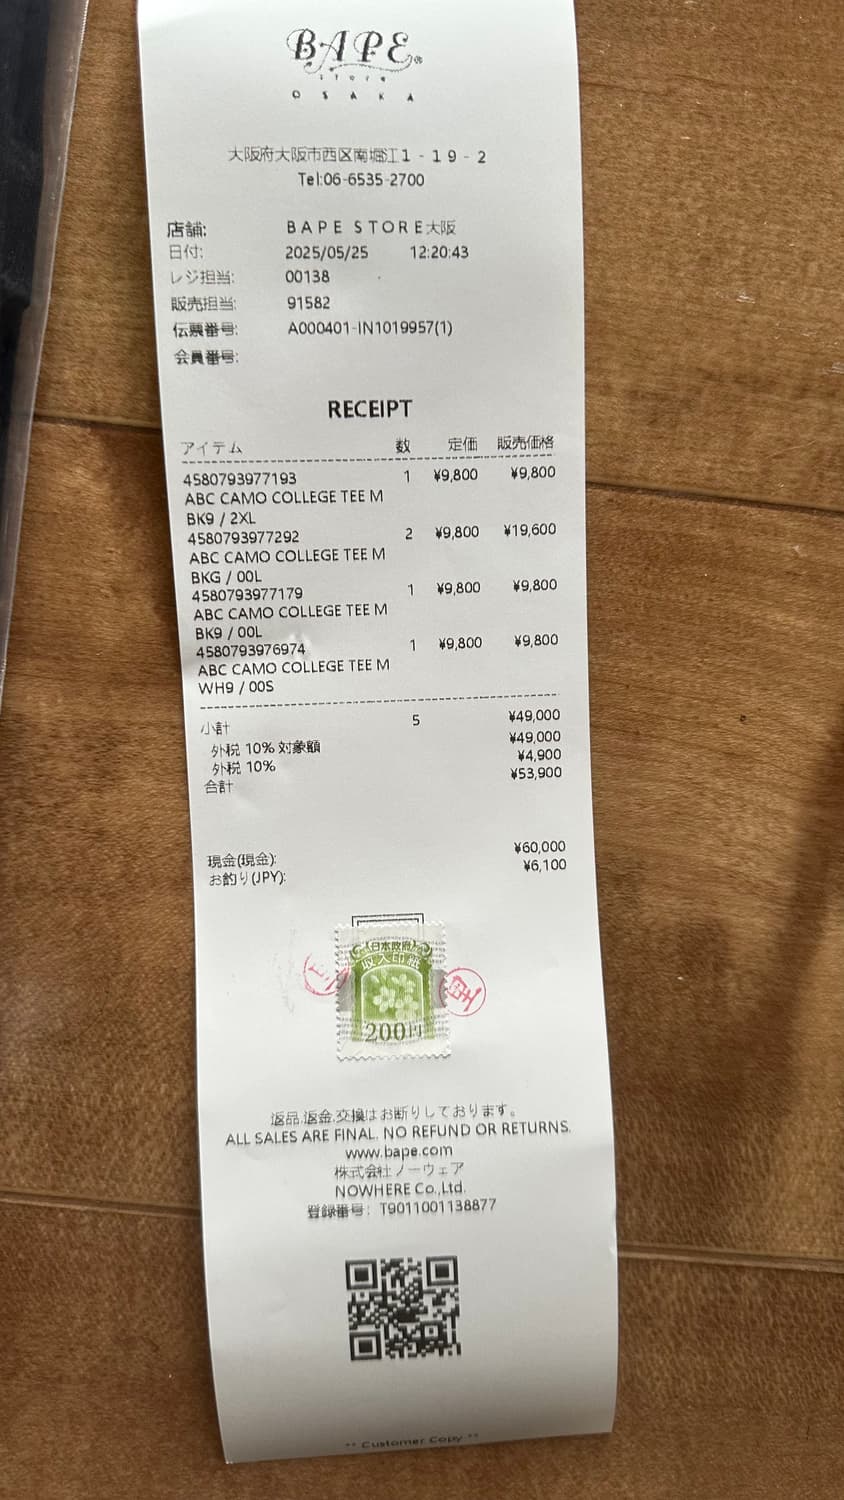 BAPE®
store
OSAKA
大阪府大阪市西区南堀江1-19-2
Tel:06-6535-2700
店舗: BAPE STORE大阪
日付: 2025/05/25 12:20:43
レジ担当: 00138
販売担当: 91582
伝票番号: A000401-IN1019957(1)
会員番号:
RECEIPT
アイテム 数 定価 販売価格
4580793977193 1 ¥9,800 ¥9,800
ABC CAMO COLLEGE TEE M
BK9 / 2XL
4580793977292 2 ¥9,800 ¥19,600
ABC CAMO COLLEGE TEE M
BKG / 00L
4580793977179 1 ¥9,800 ¥9,800
ABC CAMO COLLEGE TEE M
BK9 / 00L
4580793976974 1 ¥9,800 ¥9,800
ABC CAMO COLLEGE TEE M
WH9 / 00S
小計 5 ¥49,000
外税 10% 対象額 ¥49,000
外税 10% ¥4,900
合計 ¥53,900
現金(現金): ¥60,000
お釣り(JPY): ¥6,100
日本政府
収入印紙
200円
返品.返金.交換はお断りしております。
ALL SALES ARE FINAL. NO REFUND OR RETURNS.
www.bape.com
株式会社ノーウェア
NOWHERE Co.,Ltd.
登録番号: T9011001138877
** Customer Copy **